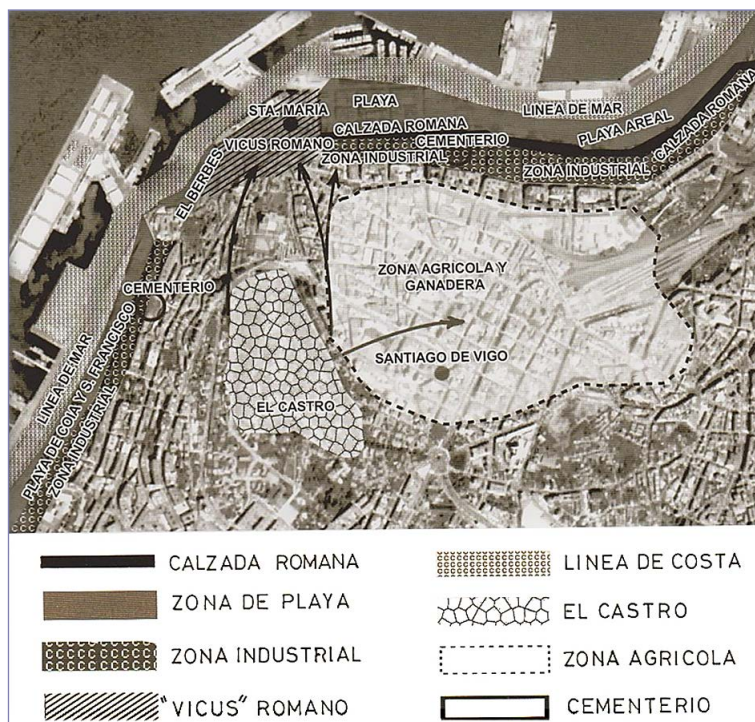 STA. MARIA
PLAYA
LINEA DE MAR
CALZADA ROMANA
PLAYA AREAL
CALZADA ROMANA
VICUS ROMANO
CEMENTERIO
ZONA INDUSTRIAL
ZONA INDUSTRIAL
EL BERBES
ZONA AGRICOLA Y
GANADERA
CEMENTERIO
SANTIAGO DE VIGO
EL CASTRO
LINEA DE MAR
PLAYA DE COIA Y S. FRANCISCO
ZONA INDUSTRIAL
CALZADA ROMANA
ZONA DE PLAYA
ZONA INDUSTRIAL
"VICUS" ROMANO
LINEA DE COSTA
EL CASTRO
ZONA AGRICOLA
CEMENTERIO